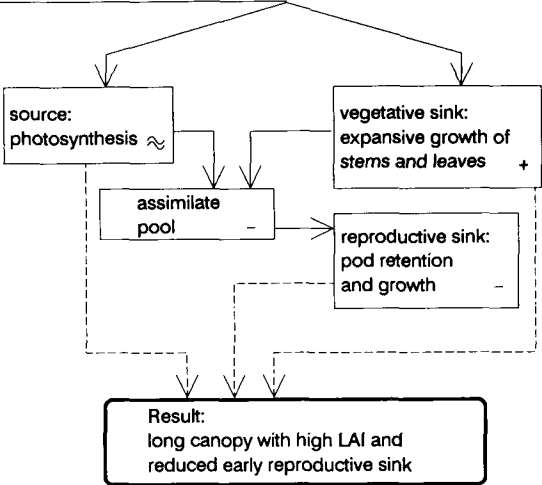 source:
photosynthesis ≈
vegetative sink:
expansive growth of
stems and leaves +
assimilate
pool –
reproductive sink:
pod retention
and growth –
Result:
long canopy with high LAI and
reduced early reproductive sink